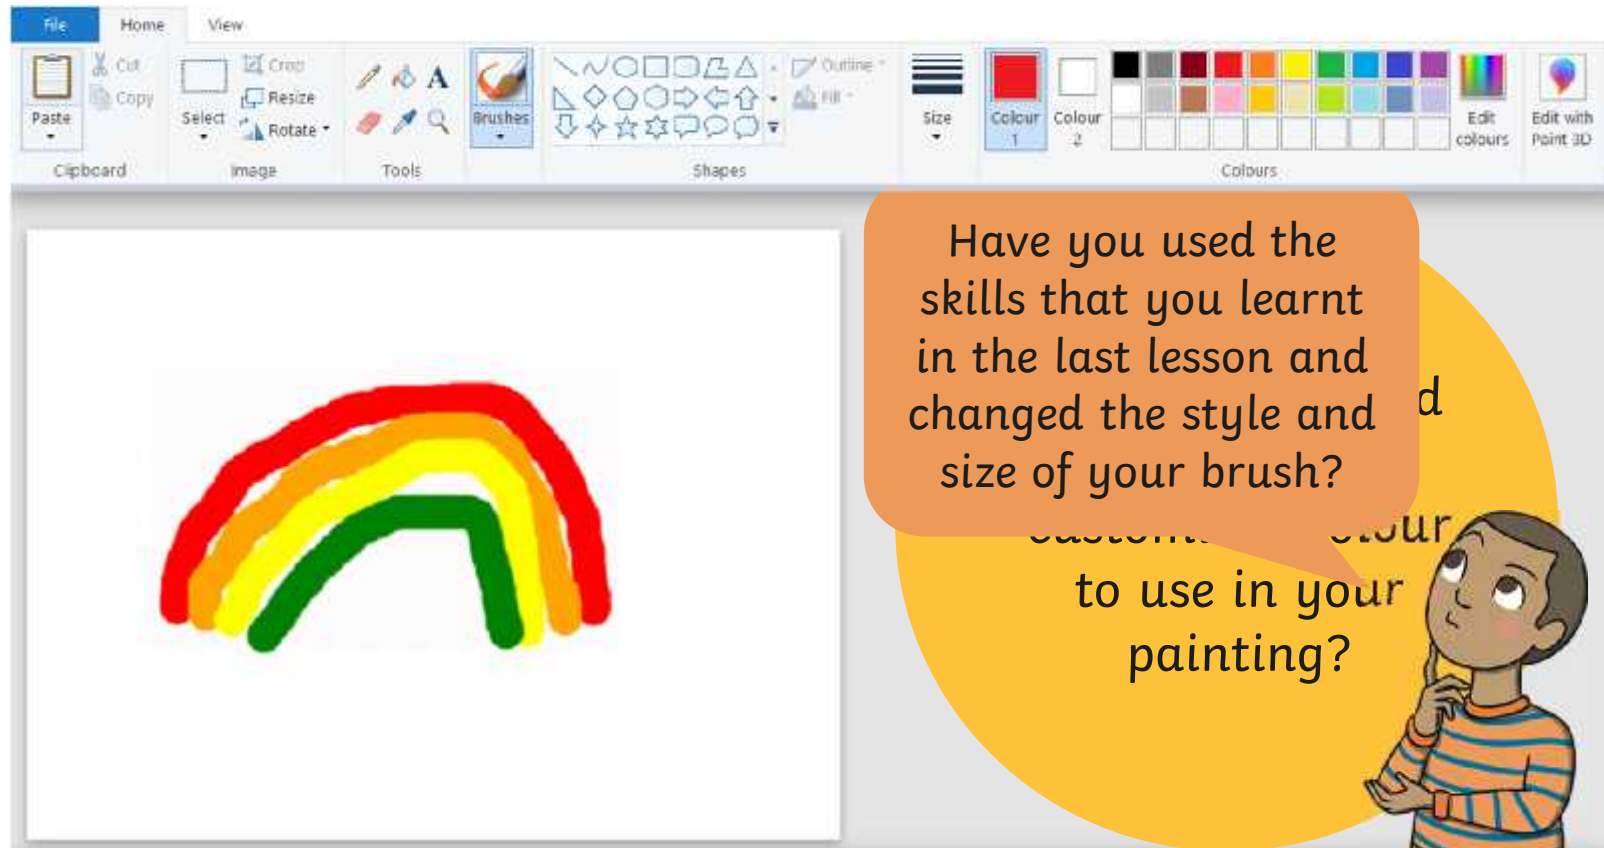 File Home View
Cut
Copy
Paste
Clipboard
Select
Crop
Resize
Rotate
Image
A
Tools
Brushes
Shapes
Outline
Fill
Size
Colour
1
Colour
2
Colours
Edit
colours
Edit with
Paint 3D
Have you used the
skills that you learnt
in the last lesson and
changed the style and
size of your brush?
to use in your
painting?